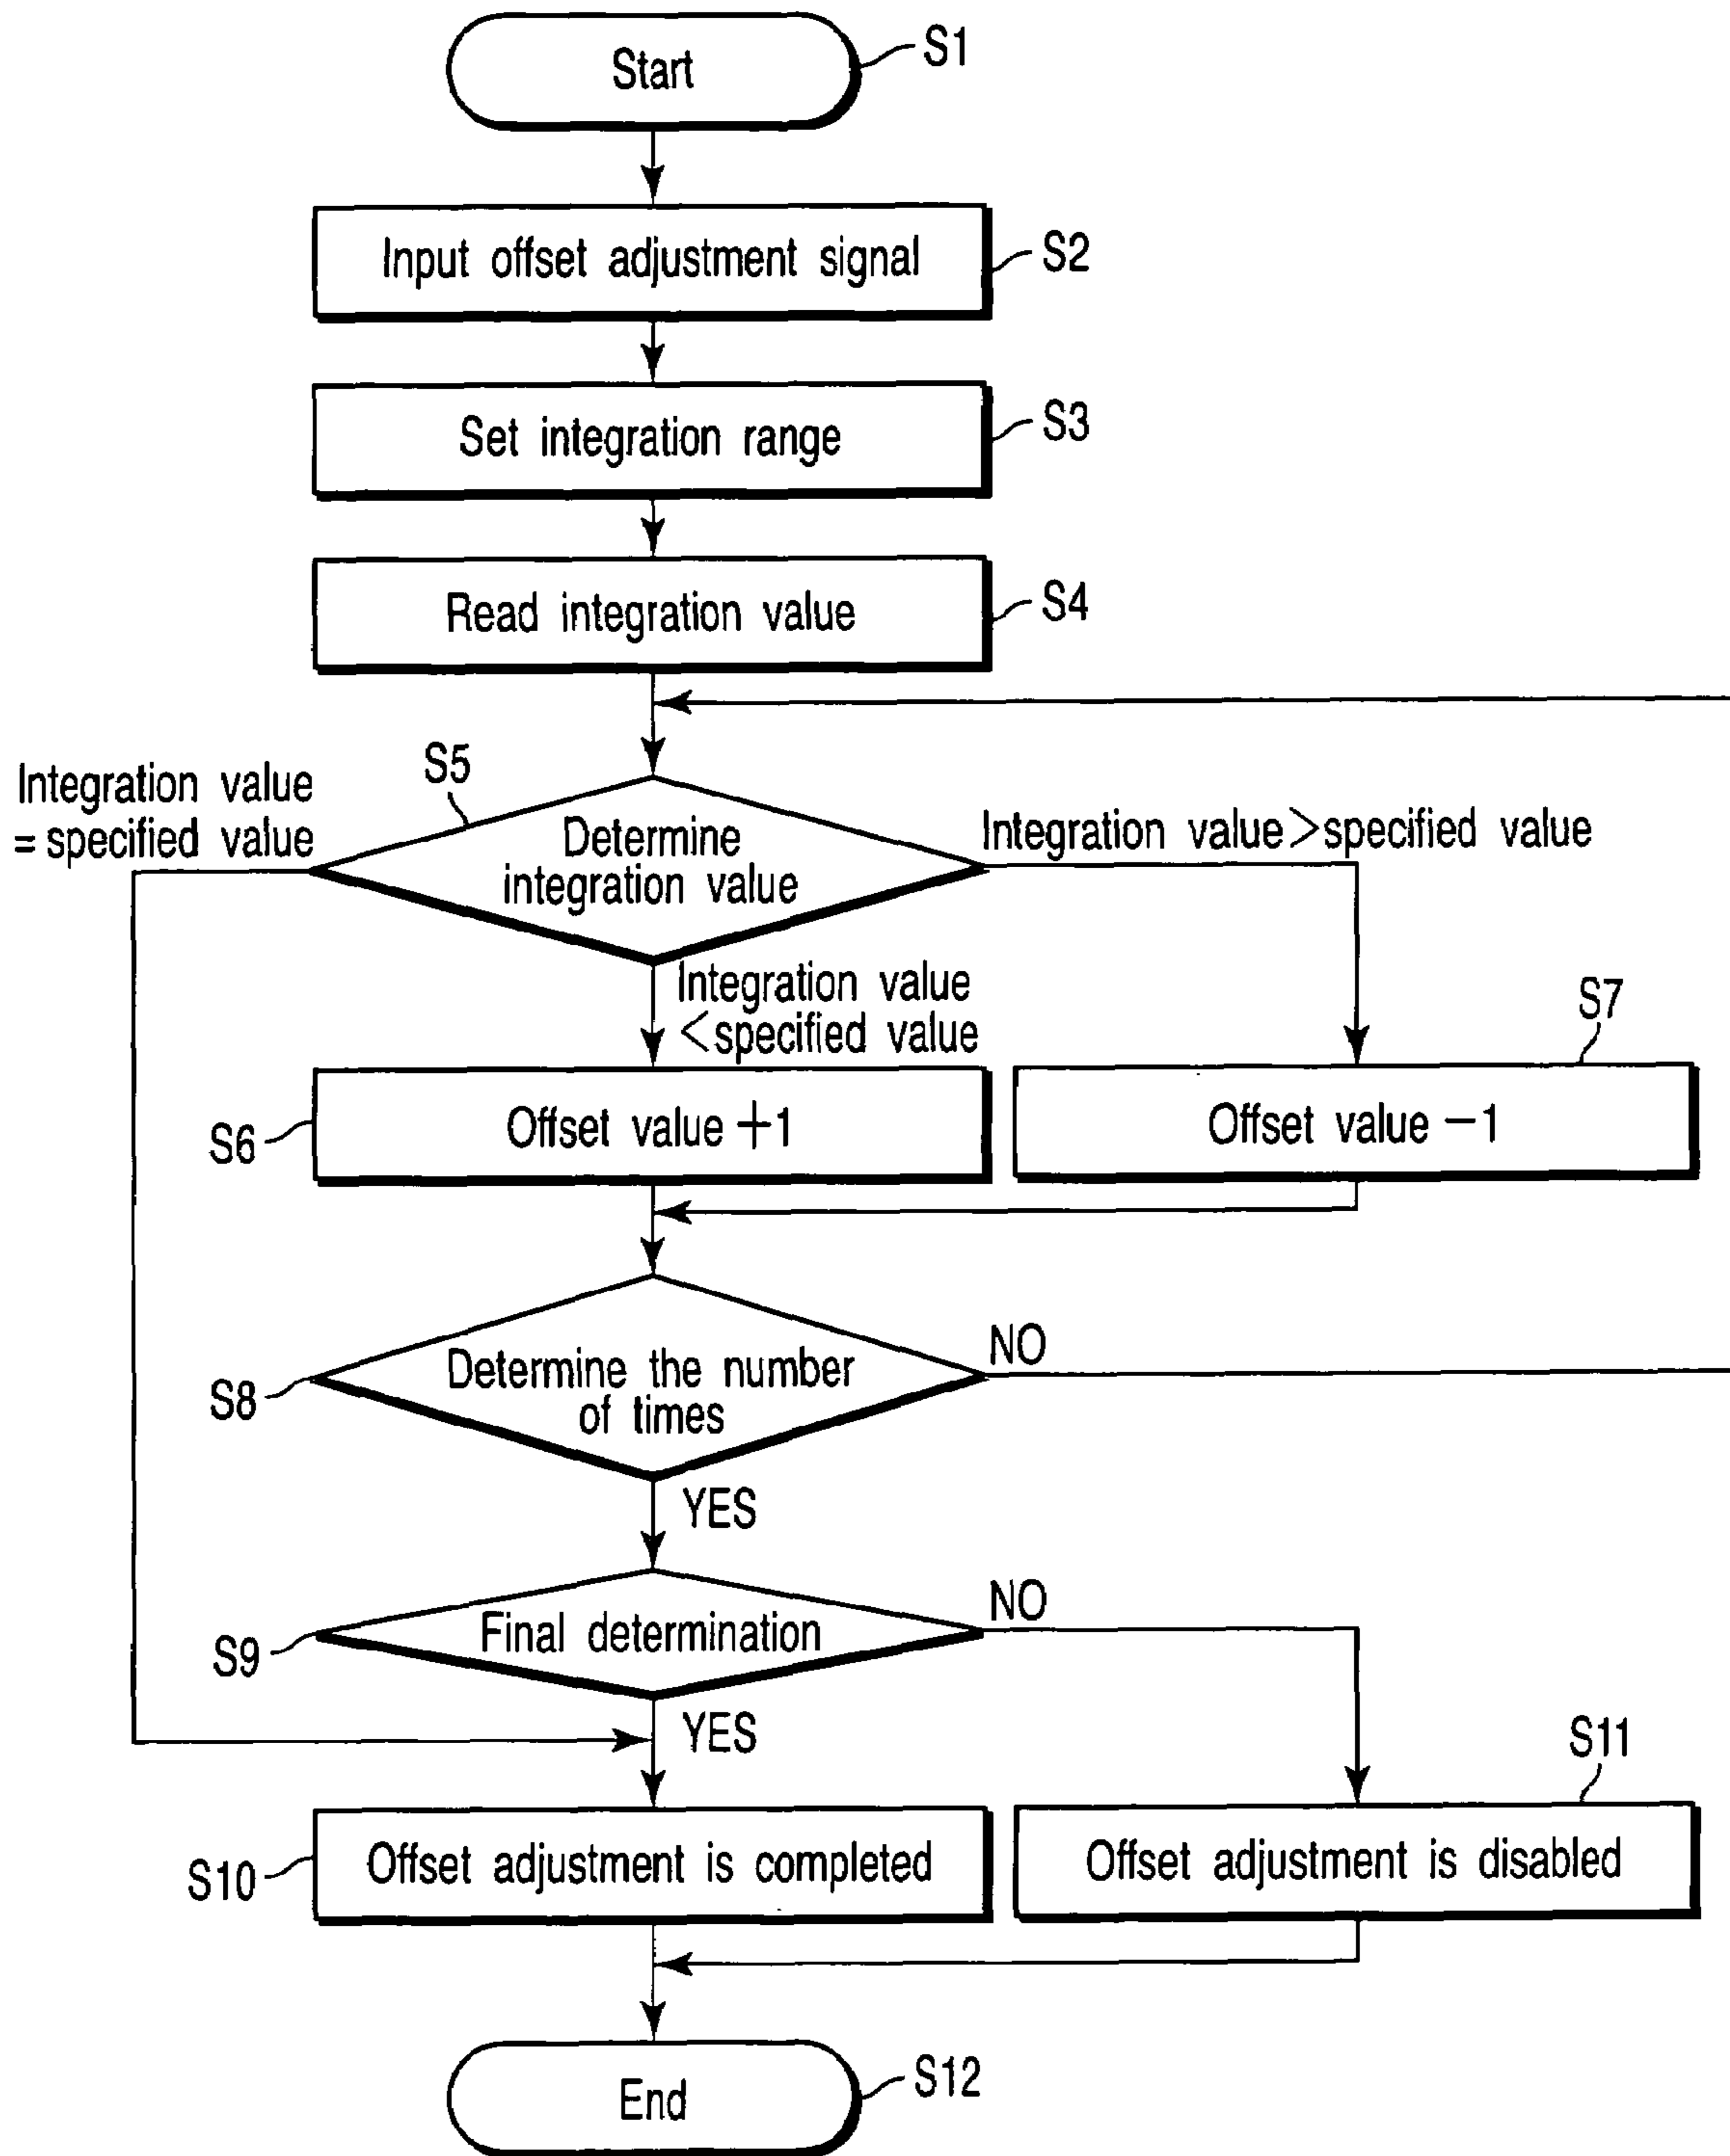 Start
S1
Input offset adjustment signal
S2
Set integration range
S3
Read integration value
S4
Integration value
= specified value
S5
Determine
integration value
Integration value>specified value
Integration value
<specified value
S7
S6
Offset value +1
Offset value −1
S8
Determine the number
of times
NO
YES
S9
Final determination
NO
YES
S11
S10
Offset adjustment is completed
Offset adjustment is disabled
End
S12